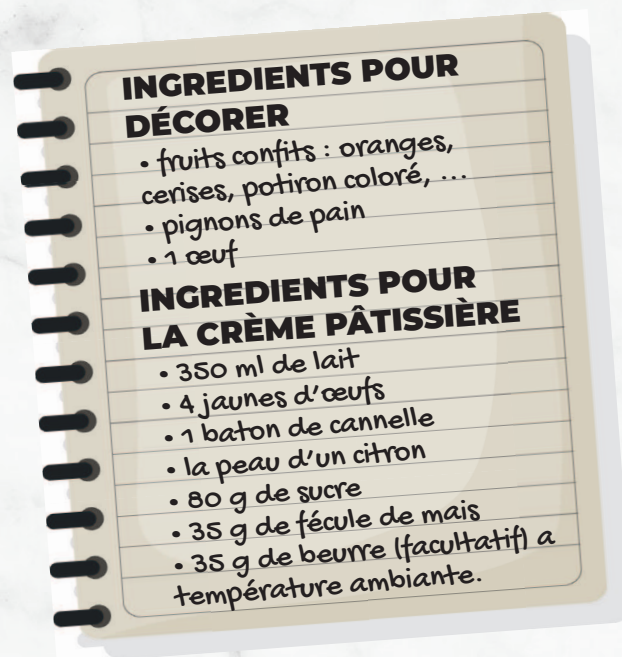 INGREDIENTS POUR
DÉCORER
• fruits confits : oranges,
cerises, potiron coloré, ...
• pignons de pain
• 1 œuf
INGREDIENTS POUR
LA CRÈME PÂTISSIÈRE
• 350 ml de lait
• 4 jaunes d'œufs
• 1 baton de cannelle
• la peau d'un citron
• 80 g de sucre
• 35 g de fécule de mais
• 35 g de beurre (facultatif) a
température ambiante.